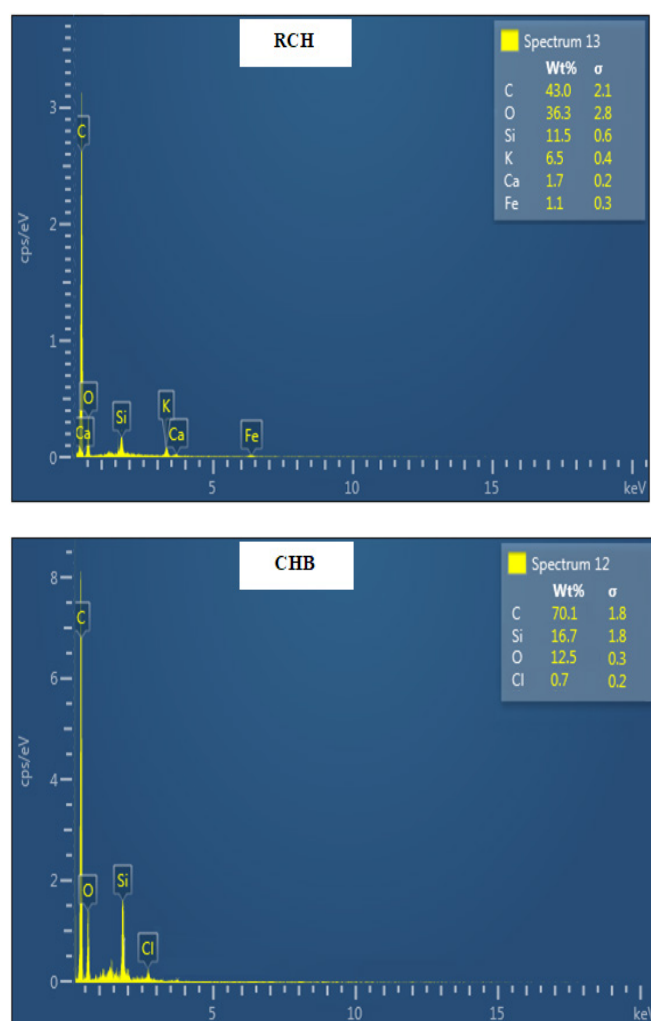 RCH
Spectrum 13
Wt% σ
C 43.0 2.1
O 36.3 2.8
Si 11.5 0.6
K 6.5 0.4
Ca 1.7 0.2
Fe 1.1 0.3
cps/eV
3
2
1
0
C
O
Ca
Si
K
Ca
Fe
5 10 15 keV
CHB
Spectrum 12
Wt% σ
C 70.1 1.8
Si 16.7 1.8
O 12.5 0.3
Cl 0.7 0.2
cps/eV
8
6
4
2
0
C
O
Si
Cl
5 10 15 keV